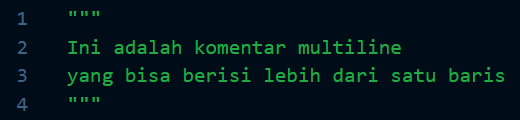 1 """
2 Ini adalah komentar multiline
3 yang bisa berisi lebih dari satu baris
4 """